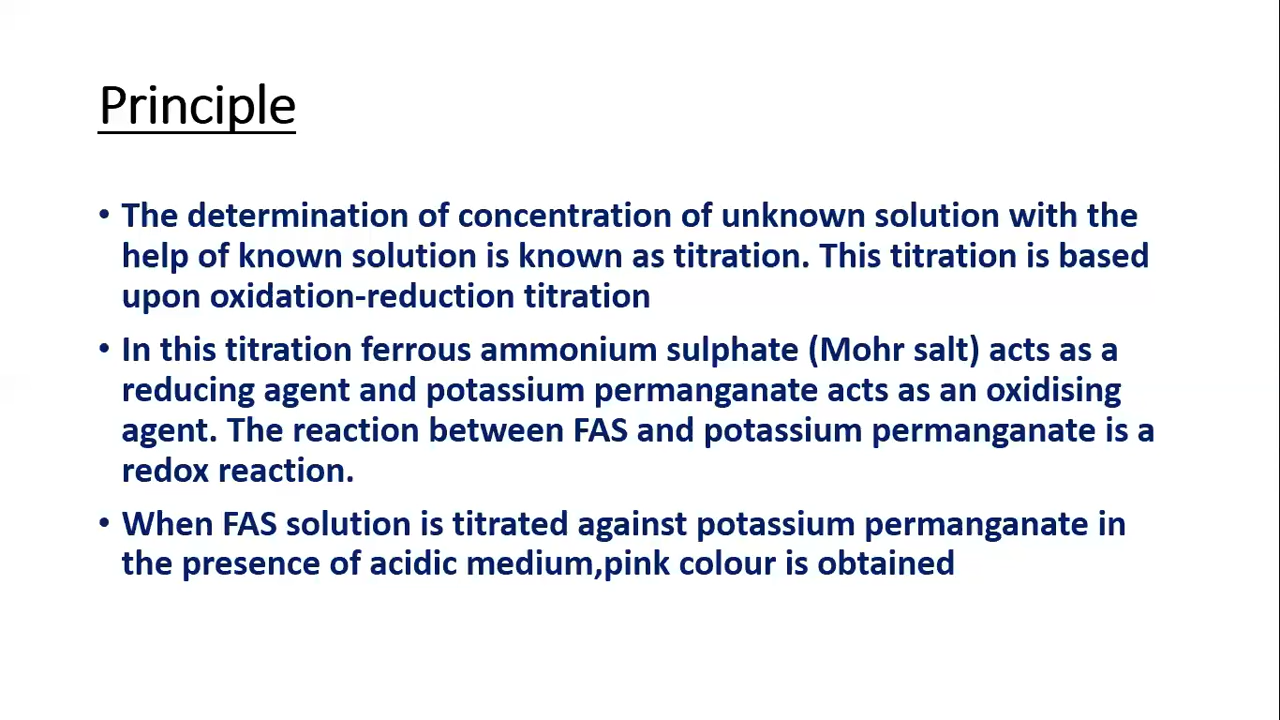 Principle
• The determination of concentration of unknown solution with the
help of known solution is known as titration. This titration is based
upon oxidation-reduction titration
• In this titration ferrous ammonium sulphate (Mohr salt) acts as a
reducing agent and potassium permanganate acts as an oxidising
agent. The reaction between FAS and potassium permanganate is a
redox reaction.
• When FAS solution is titrated against potassium permanganate in
the presence of acidic medium,pink colour is obtained